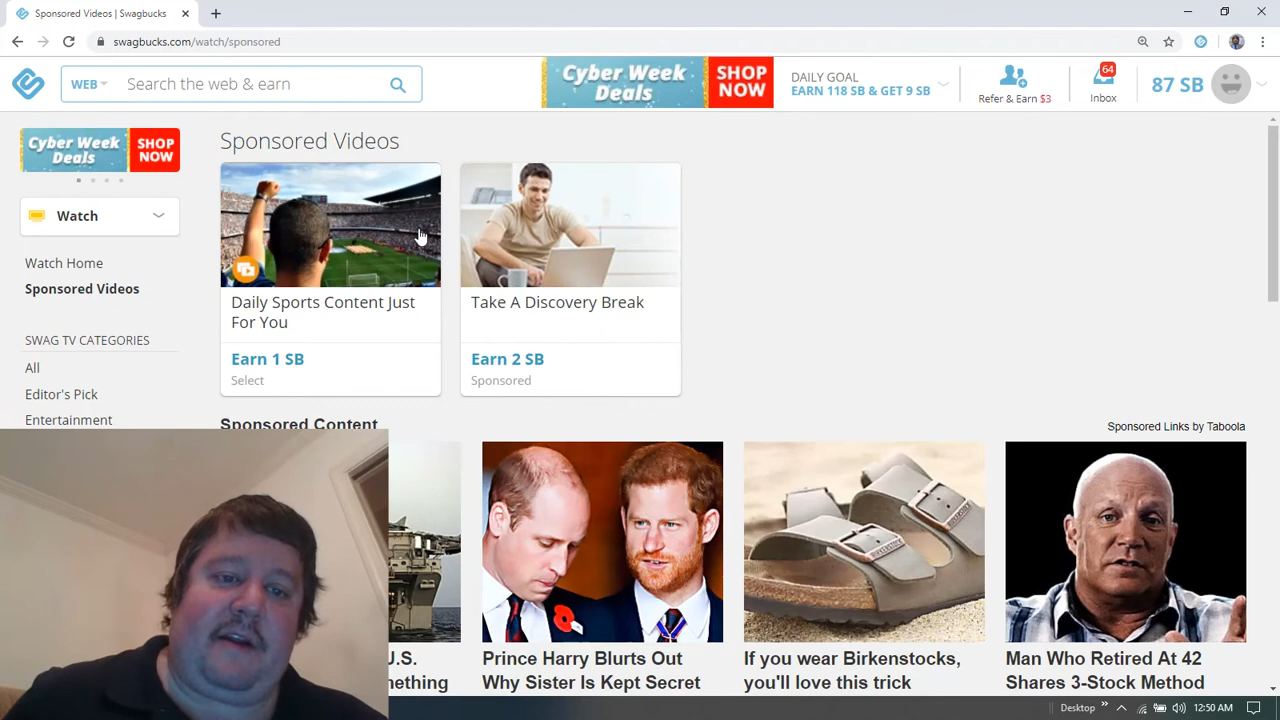 Sponsored Videos | Swagbucks
swagbucks.com/watch/sponsored
WEB
Search the web & earn
Cyber Week
Deals
SHOP
NOW
DAILY GOAL
EARN 118 SB & GET 9 SB
Refer & Earn $3
64
Inbox
87 SB
Cyber Week
Deals
SHOP
NOW
Watch
Watch Home
Sponsored Videos
SWAG TV CATEGORIES
All
Editor's Pick
Entertainment
Sponsored Videos
Daily Sports Content Just
For You
Earn 1 SB
Select
Take A Discovery Break
Earn 2 SB
Sponsored
Sponsored Content
Sponsored Links by Taboola
U.S.
Prince Harry Blurts Out
Why Sister Is Kept Secret
If you wear Birkenstocks,
you'll love this trick
Man Who Retired At 42
Shares 3-Stock Method
Desktop
12:50 AM